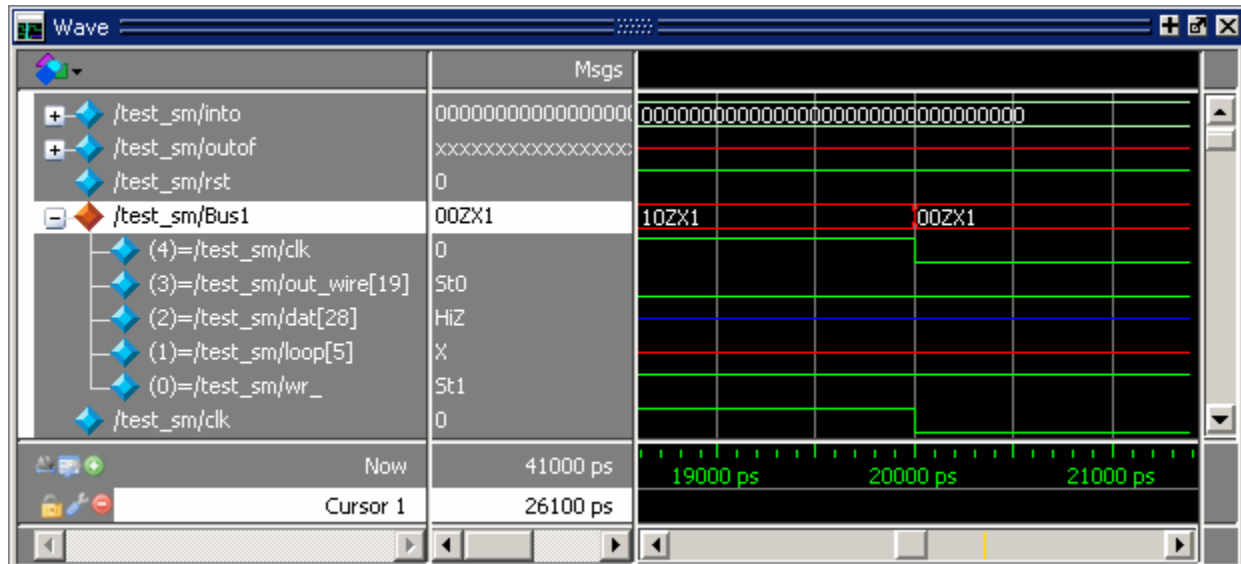 Wave
Msgs
/test_sm/into 0000000000000000 00000000000000000000000000000000
/test_sm/outof xxxxxxxxxxxxxxxx
/test_sm/rst 0
/test_sm/Bus1 00ZX1 10ZX1 00ZX1
(4)=/test_sm/clk 0
(3)=/test_sm/out_wire[19] St0
(2)=/test_sm/dat[28] HiZ
(1)=/test_sm/loop[5] X
(0)=/test_sm/wr_ St1
/test_sm/clk 0
Now 41000 ps 19000 ps 20000 ps 21000 ps
Cursor 1 26100 ps